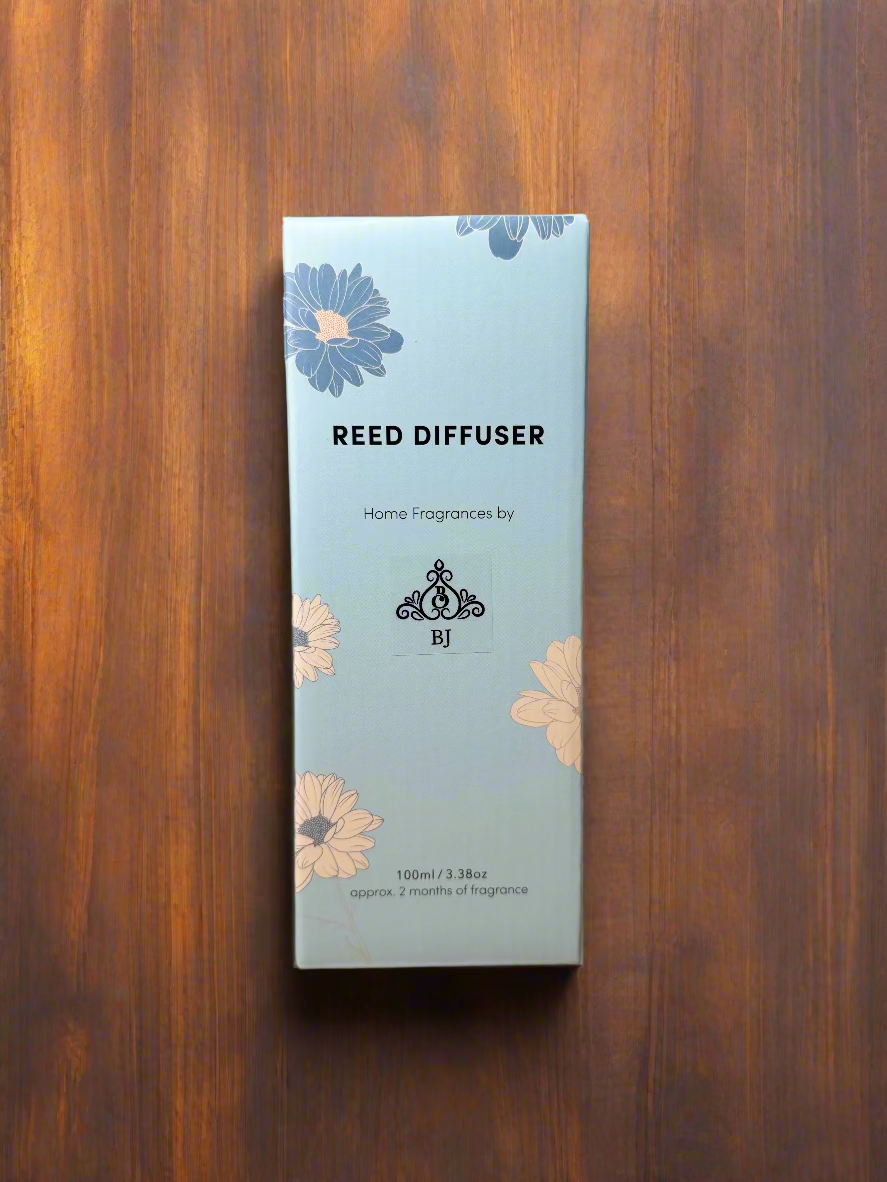 REED DIFFUSER
Home Fragrances by
BJ
100ml / 3.38oz
approx. 2 months of fragrance